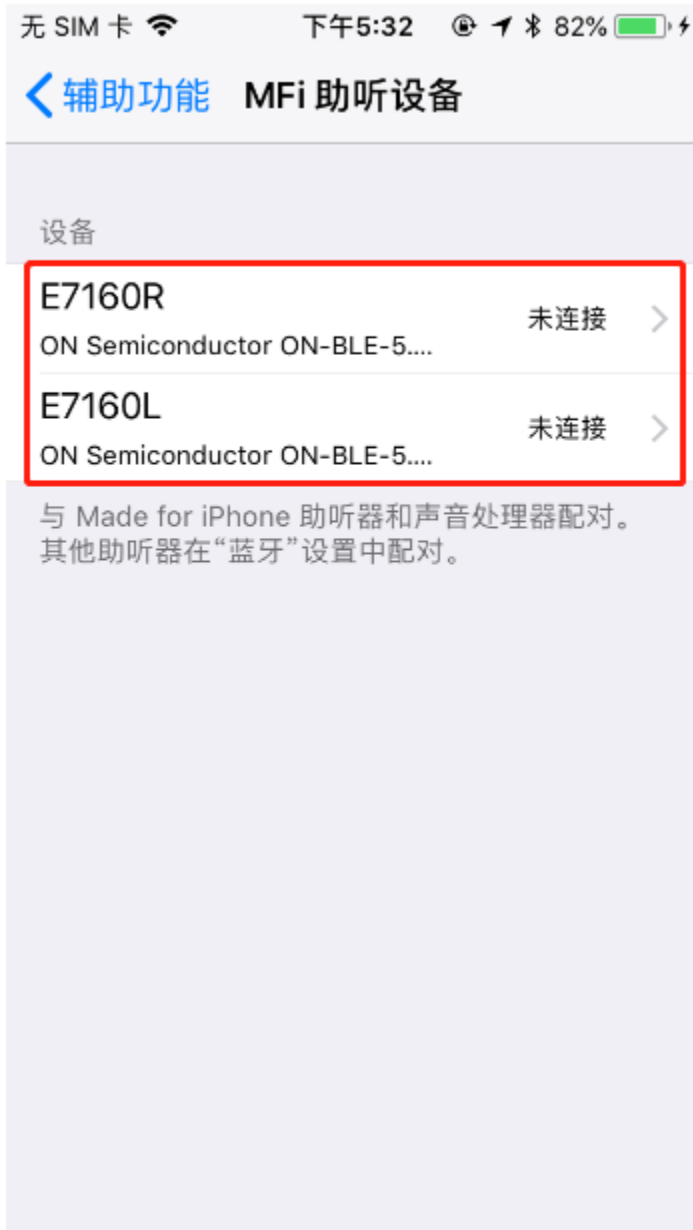 无 SIM 卡 下午5:32 82%
辅助功能 MFi 助听设备
设备
E7160R
未连接
ON Semiconductor ON-BLE-5....
E7160L
未连接
ON Semiconductor ON-BLE-5....
与 Made for iPhone 助听器和声音处理器配对。
其他助听器在“蓝牙”设置中配对。